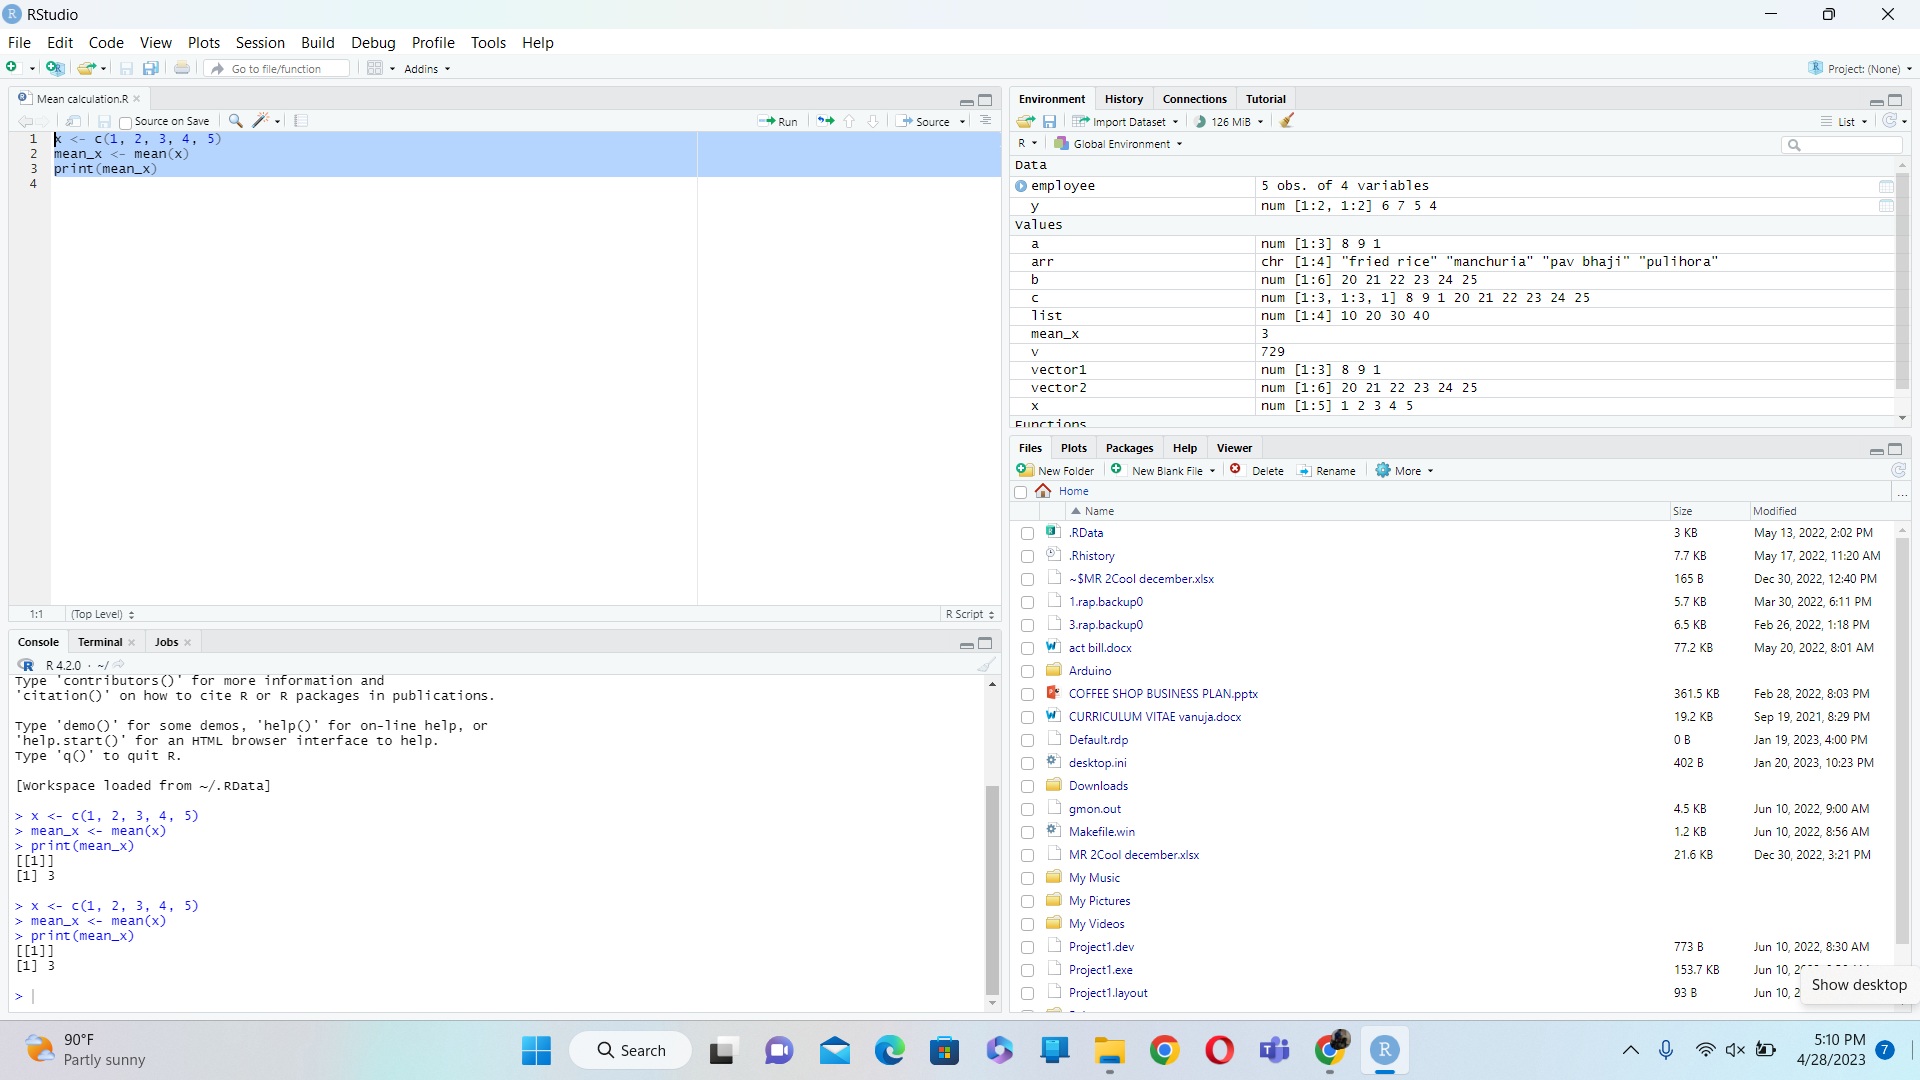 RStudio
File Edit Code View Plots Session Build Debug Profile Tools Help
Go to file/function Addins Project: (None)
Mean calculation.R
Source on Save Run Source
1 x <- c(1, 2, 3, 4, 5)
2 mean_x <- mean(x)
3 print(mean_x)
4
1:1 (Top Level) R Script
Console Terminal Jobs
R 4.2.0 · ~/
Type 'contributors()' for more information and
'citation()' on how to cite R or R packages in publications.
Type 'demo()' for some demos, 'help()' for on-line help, or
'help.start()' for an HTML browser interface to help.
Type 'q()' to quit R.
[Workspace loaded from ~/.RData]
> x <- c(1, 2, 3, 4, 5)
> mean_x <- mean(x)
> print(mean_x)
[[1]]
[1] 3
> x <- c(1, 2, 3, 4, 5)
> mean_x <- mean(x)
> print(mean_x)
[[1]]
[1] 3
>
Environment History Connections Tutorial
Import Dataset 126 MiB List
R Global Environment
Data
employee 5 obs. of 4 variables
y num [1:2, 1:2] 6 7 5 4
Values
a num [1:3] 8 9 1
arr chr [1:4] "fried rice" "manchuria" "pav bhaji" "pulihora"
b num [1:6] 20 21 22 23 24 25
c num [1:3, 1:3, 1] 8 9 1 20 21 22 23 24 25
list num [1:4] 10 20 30 40
mean_x 3
v 729
vector1 num [1:3] 8 9 1
vector2 num [1:6] 20 21 22 23 24 25
x num [1:5] 1 2 3 4 5
Functions
Files Plots Packages Help Viewer
New Folder New Blank File Delete Rename More
Home ...
Name Size Modified
.RData 3 KB May 13, 2022, 2:02 PM
.Rhistory 7.7 KB May 17, 2022, 11:20 AM
~$MR 2Cool december.xlsx 165 B Dec 30, 2022, 12:40 PM
1.rap.backup0 5.7 KB Mar 30, 2022, 6:11 PM
3.rap.backup0 6.5 KB Feb 26, 2022, 1:18 PM
act bill.docx 77.2 KB May 20, 2022, 8:01 AM
Arduino
COFFEE SHOP BUSINESS PLAN.pptx 361.5 KB Feb 28, 2022, 8:03 PM
CURRICULUM VITAE vanuja.docx 19.2 KB Sep 19, 2021, 8:29 PM
Default.rdp 0 B Jan 19, 2023, 4:00 PM
desktop.ini 402 B Jan 20, 2023, 10:23 PM
Downloads
gmon.out 4.5 KB Jun 10, 2022, 9:00 AM
Makefile.win 1.2 KB Jun 10, 2022, 8:56 AM
MR 2Cool december.xlsx 21.6 KB Dec 30, 2022, 3:21 PM
My Music
My Pictures
My Videos
Project1.dev 773 B Jun 10, 2022, 8:30 AM
Project1.exe 153.7 KB Jun 10, 2
Project1.layout 93 B Jun 10, 2
Show desktop
90°F
Partly sunny
Search
5:10 PM
4/28/2023
7